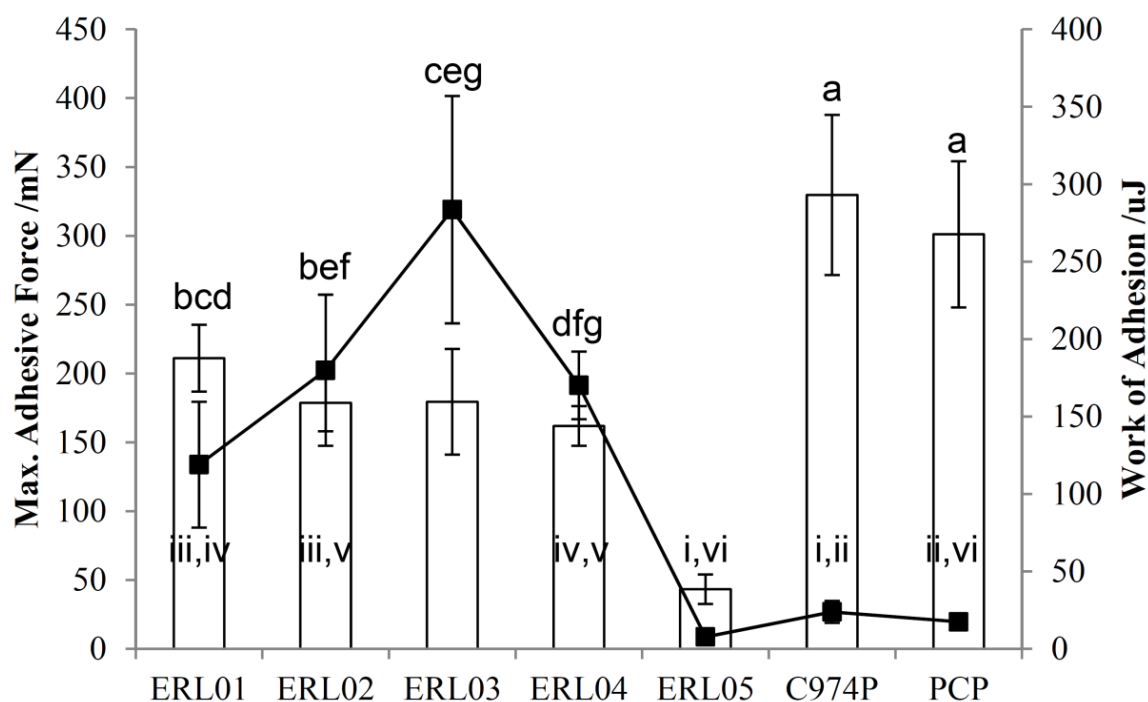 Max. Adhesive Force /mN
450
400
350
300
250
200
150
100
50
0
bcd
bef
ceg
dfg
a
a
iii,iv
iii,v
iv,v
i,vi
i,ii
ii,vi
ERL01
ERL02
ERL03
ERL04
ERL05
C974P
PCP
400
350
300
250
200
150
100
50
0
Work of Adhesion /uJ